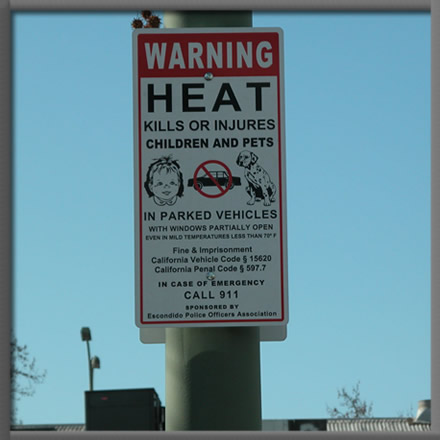 WARNING
HEAT
KILLS OR INJURES
CHILDREN AND PETS
IN PARKED VEHICLES
WITH WINDOWS PARTIALLY OPEN
EVEN IN MILD TEMPERATURES LESS THAN 70° F
Fine & Imprisonment
California Vehicle Code § 15620
California Penal Code § 597.7
IN CASE OF EMERGENCY
CALL 911
SPONSORED BY
Escondido Police Officers Association